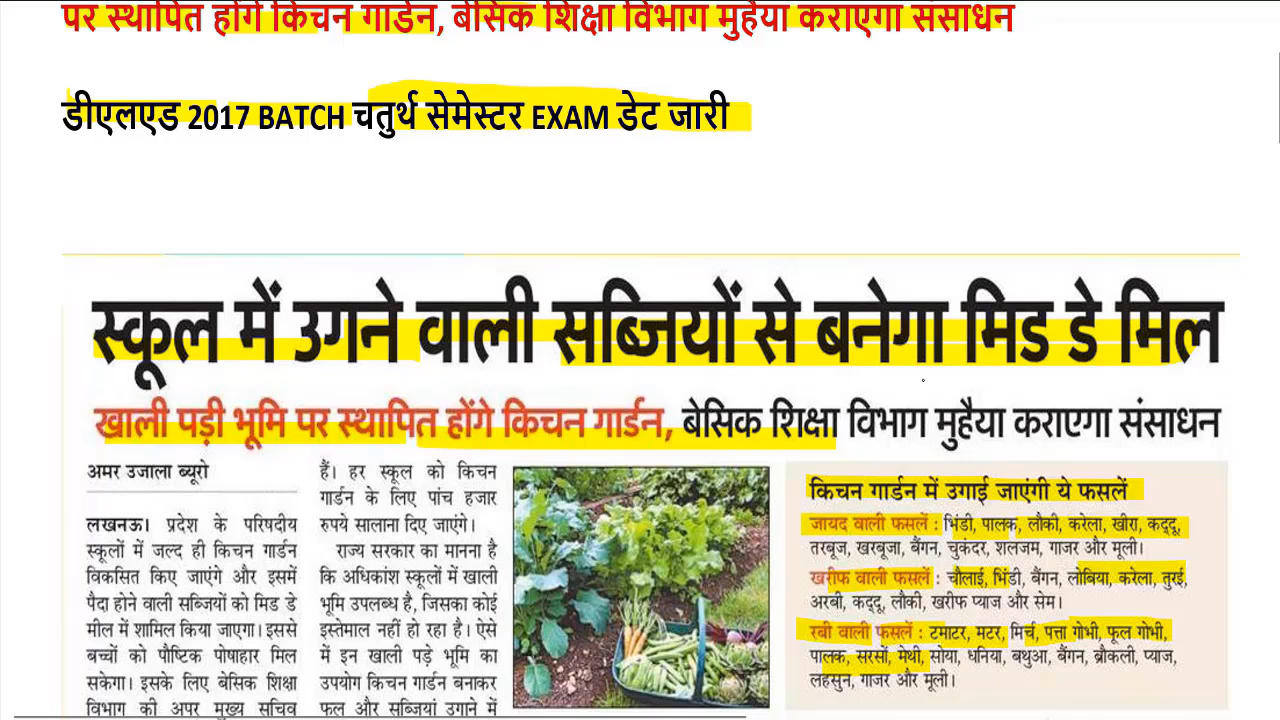 पर स्थापित होंगे किचन गार्डन, बेसिक शिक्षा विभाग मुहैया कराएगा संसाधन
डीएलएड 2017 BATCH चतुर्थ सेमेस्टर EXAM डेट जारी
स्कूल में उगने वाली सब्जियों से बनेगा मिड डे मिल
खाली पड़ी भूमि पर स्थापित होंगे किचन गार्डन, बेसिक शिक्षा विभाग मुहैया कराएगा संसाधन
अमर उजाला ब्यूरो
लखनऊ। प्रदेश के परिषदीय
स्कूलों में जल्द ही किचन गार्डन
विकसित किए जाएंगे और इसमें
पैदा होने वाली सब्जियों को मिड डे
मील में शामिल किया जाएगा। इससे
बच्चों को पौष्टिक पोषाहार मिल
सकेगा। इसके लिए बेसिक शिक्षा
विभाग की अपर मुख्य सचिव
हैं। हर स्कूल को किचन
गार्डन के लिए पांच हजार
रुपये सालाना दिए जाएंगे।
राज्य सरकार का मानना है
कि अधिकांश स्कूलों में खाली
भूमि उपलब्ध है, जिसका कोई
इस्तेमाल नहीं हो रहा है। ऐसे
में इन खाली पड़े भूमि का
उपयोग किचन गार्डन बनाकर
फल और सब्जियां उगाने में
किचन गार्डन में उगाई जाएंगी ये फसलें
जायद वाली फसलें : भिंडी, पालक, लौकी, करेला, खीरा, कद्दू,
तरबूज, खरबूजा, बैंगन, चुकंदर, शलजम, गाजर और मूली।
खरीफ वाली फसलें : चौलाई, भिंडी, बैंगन, लोबिया, करेला, तुरई,
अरबी, कद्दू, लौकी, खरीफ प्याज और सेम।
रबी वाली फसलें : टमाटर, मटर, मिर्च, पत्ता गोभी, फूल गोभी,
पालक, सरसों, मेथी, सोया, धनिया, बथुआ, बैंगन, ब्रौकली, प्याज,
लहसुन, गाजर और मूली।